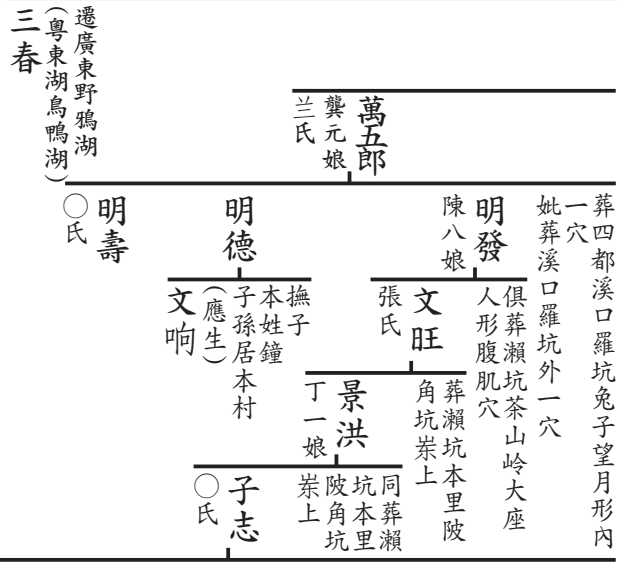 葬四都溪口羅坑兔子望月形內
一穴
妣葬溪口羅坑外一穴
萬五郎
龔元娘
兰氏
遷廣東野鴉湖
(粵東湖鳥鴨湖)
三春
明發
陳八娘
明德
明壽
○氏
俱葬瀨坑茶山岭大座
人形腹肌穴
文旺
張氏
撫子
本姓鐘
子孫居本村
(應生)
文响
葬瀨坑本里陂
角坑岽上
景洪
丁一娘
同葬瀨
坑本里
陂角坑
岽上
子志
○氏